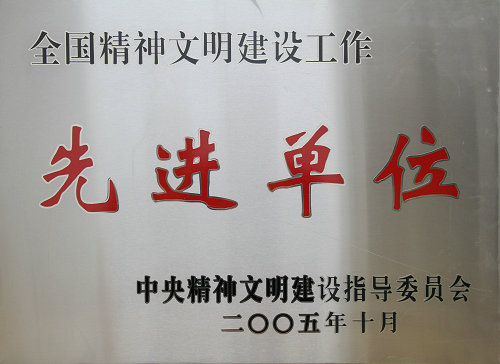 全国精神文明建设工作
先进单位
中央精神文明建设指导委员会
二〇〇五年十月